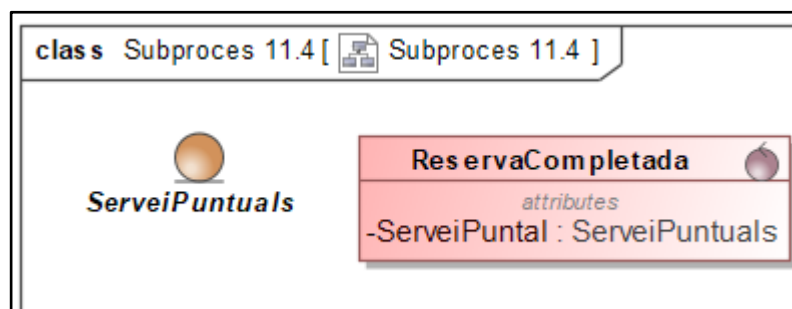 class Subproces 11.4 [ Subproces 11.4 ]
ServeiPuntuals
ReservaCompletada
attributes
-ServeiPuntal : ServeiPuntuals